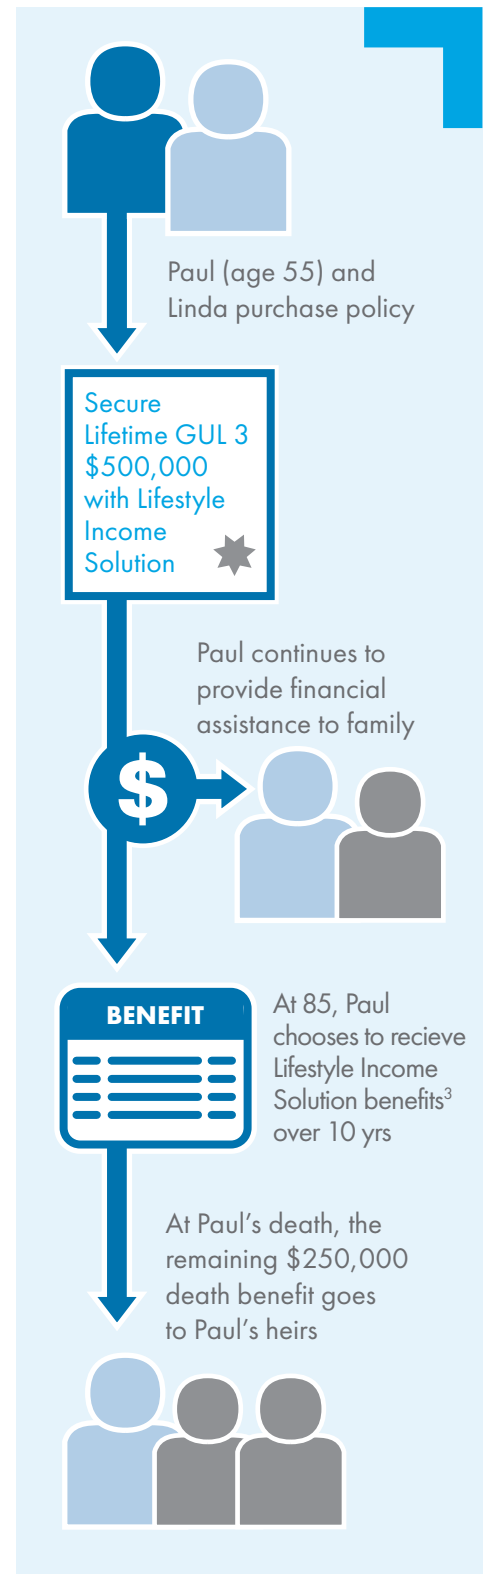 Paul (age 55) and
Linda purchase policy
Secure
Lifetime GUL 3
$500,000
with Lifestyle
Income
Solution
Paul continues to
provide financial
assistance to family
$
BENEFIT
At 85, Paul
chooses to recieve
Lifestyle Income
Solution benefits³
over 10 yrs
At Paul’s death, the
remaining $250,000
death benefit goes
to Paul’s heirs